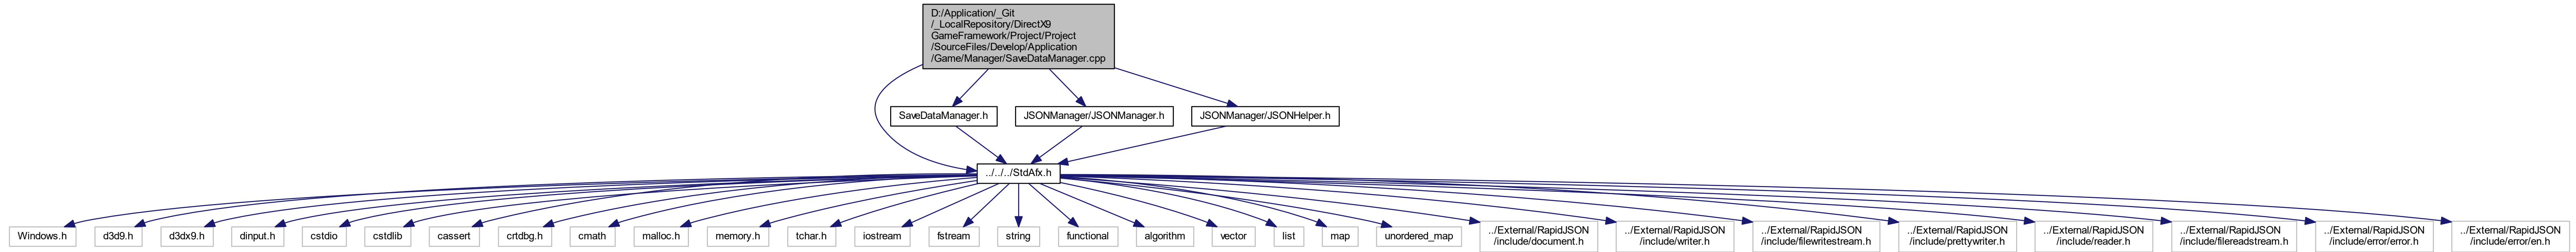 D:/Application/_Git
/_LocalRepository/DirectX9
GameFramework/Project/Project
/SourceFiles/Develop/Application
/Game/Manager/SaveDataManager.cpp
SaveDataManager.h
JSONManager/JSONManager.h
JSONManager/JSONHelper.h
../../../StdAfx.h
Windows.h
d3d9.h
d3dx9.h
dinput.h
cstdio
cstdlib
cassert
crtdbg.h
cmath
malloc.h
memory.h
tchar.h
iostream
fstream
string
functional
algorithm
vector
list
map
unordered_map
../External/RapidJSON
/include/document.h
../External/RapidJSON
/include/writer.h
../External/RapidJSON
/include/filewritestream.h
../External/RapidJSON
/include/prettywriter.h
../External/RapidJSON
/include/reader.h
../External/RapidJSON
/include/filereadstream.h
../External/RapidJSON
/include/error/error.h
../External/RapidJSON
/include/error/en.h